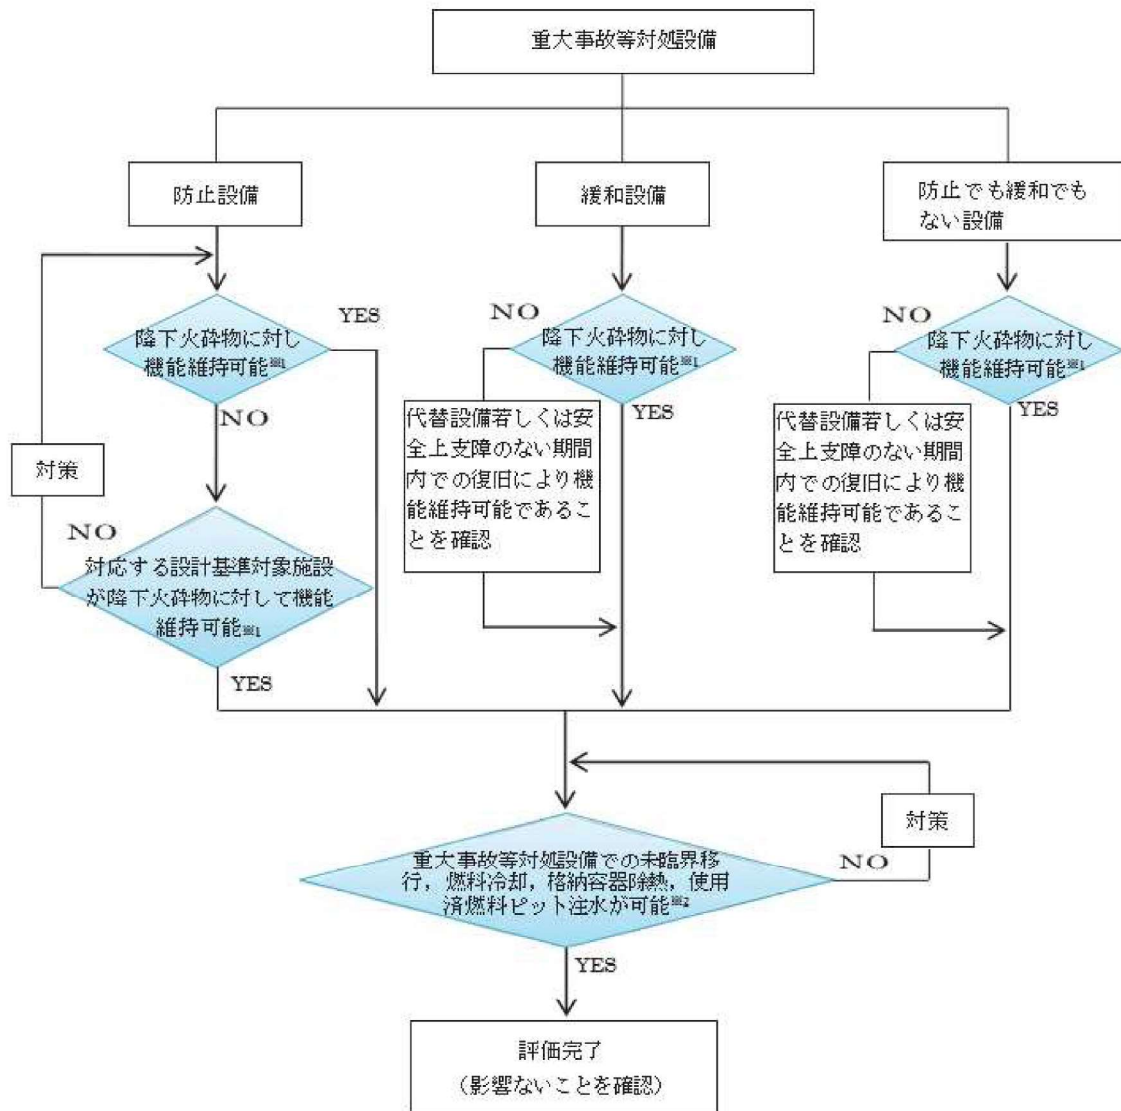 重大事故等対処設備
防止設備
緩和設備
防止でも緩和でも
ない設備
降下火砕物に対し
機能維持可能※1
YES
NO
対応する設計基準対象施設
が降下火砕物に対して機能
維持可能※1
NO
対策
YES
降下火砕物に対し
機能維持可能※1
NO
YES
代替設備若しくは安
全上支障のない期間
内での復旧により機
能維持可能であるこ
とを確認
降下火砕物に対し
機能維持可能※1
NO
YES
代替設備若しくは安
全上支障のない期間
内での復旧により機
能維持可能であるこ
とを確認
重大事故等対処設備での未臨界移
行，燃料冷却，格納容器除熱，使用
済燃料ピット注水が可能※2
NO
対策
YES
評価完了
（影響ないことを確認）